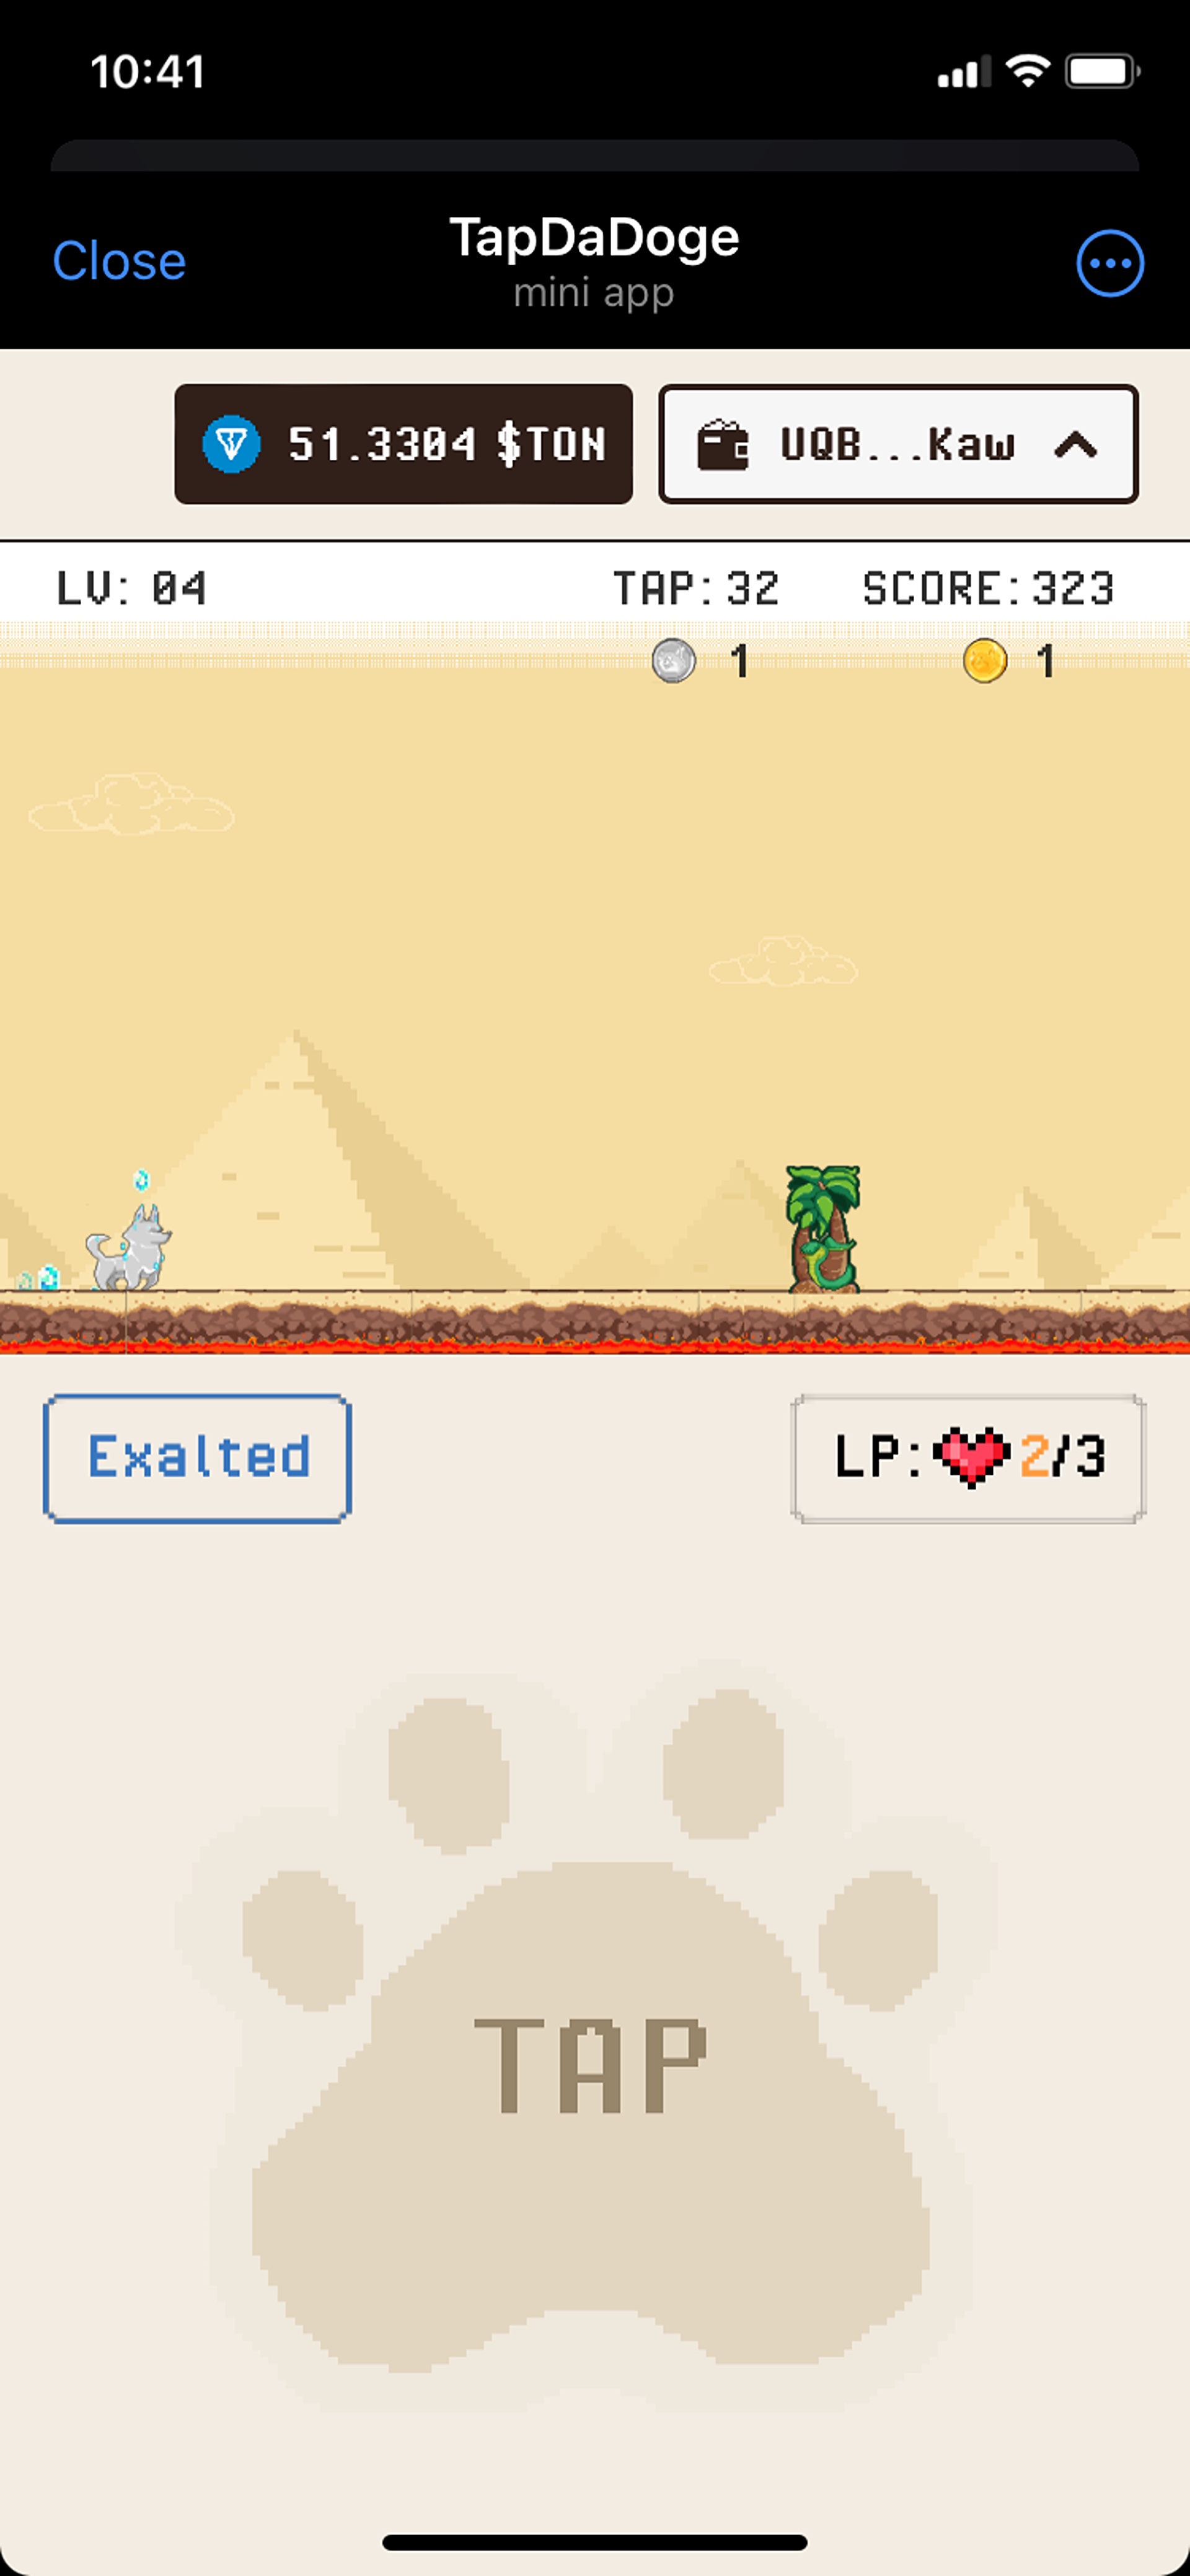 10:41
Close
TapDaDoge
mini app
51.3304 $TON
UQB...Kaw
LV: 04
TAP: 32
SCORE: 323
1
1
Exalted
LP: 2/3
TAP